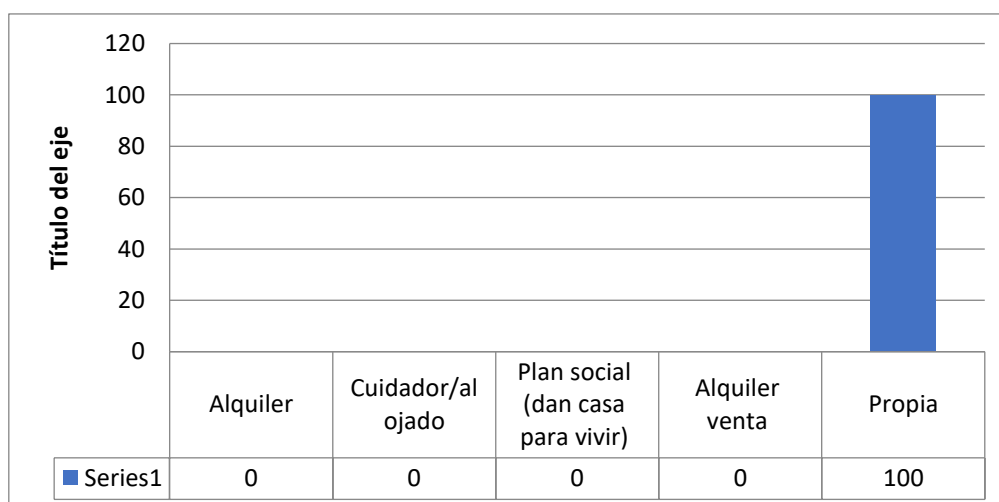 120
100
80
60
40
20
0
Título del eje
Alquiler
Cuidador/al
ojado
Plan social
(dan casa
para vivir)
Alquiler
venta
Propia
Series1 0 0 0 0 100